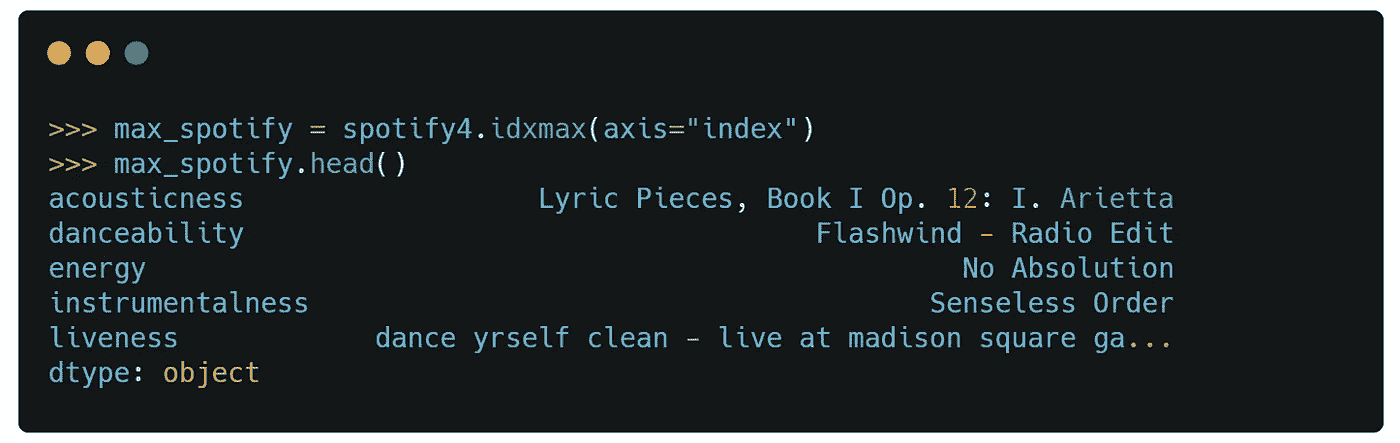 >>> max_spotify = spotify4.idxmax(axis="index")
>>> max_spotify.head()
acousticness Lyric Pieces, Book I Op. 12: I. Arietta
danceability Flashwind - Radio Edit
energy No Absolution
instrumentalness Senseless Order
liveness dance yrself clean - live at madison square ga...
dtype: object